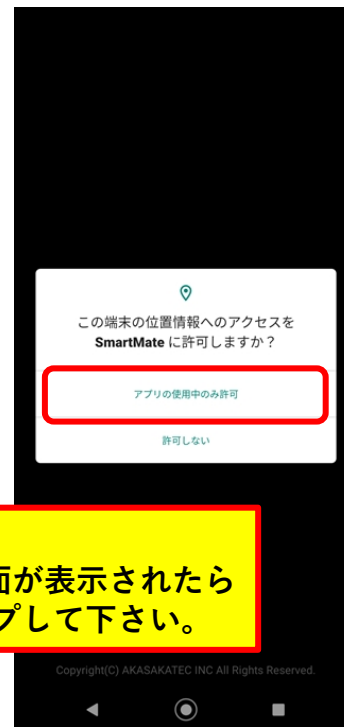 この端末の位置情報へのアクセスを
SmartMate に許可しますか？
アプリの使用中のみ許可
許可しない
面が表示されたら
プして下さい。
Copyright(C) AKASAKATEC INC All Rights Reserved.